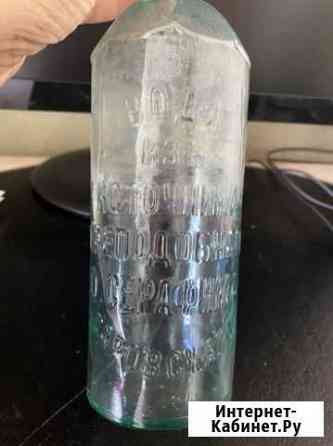 ВОДА
ИЗЪ
ИСТОЧНИКА
ПРЕПОДОБНАГО
СЕРАФИМА
Интернет-
Кабинет.Ру